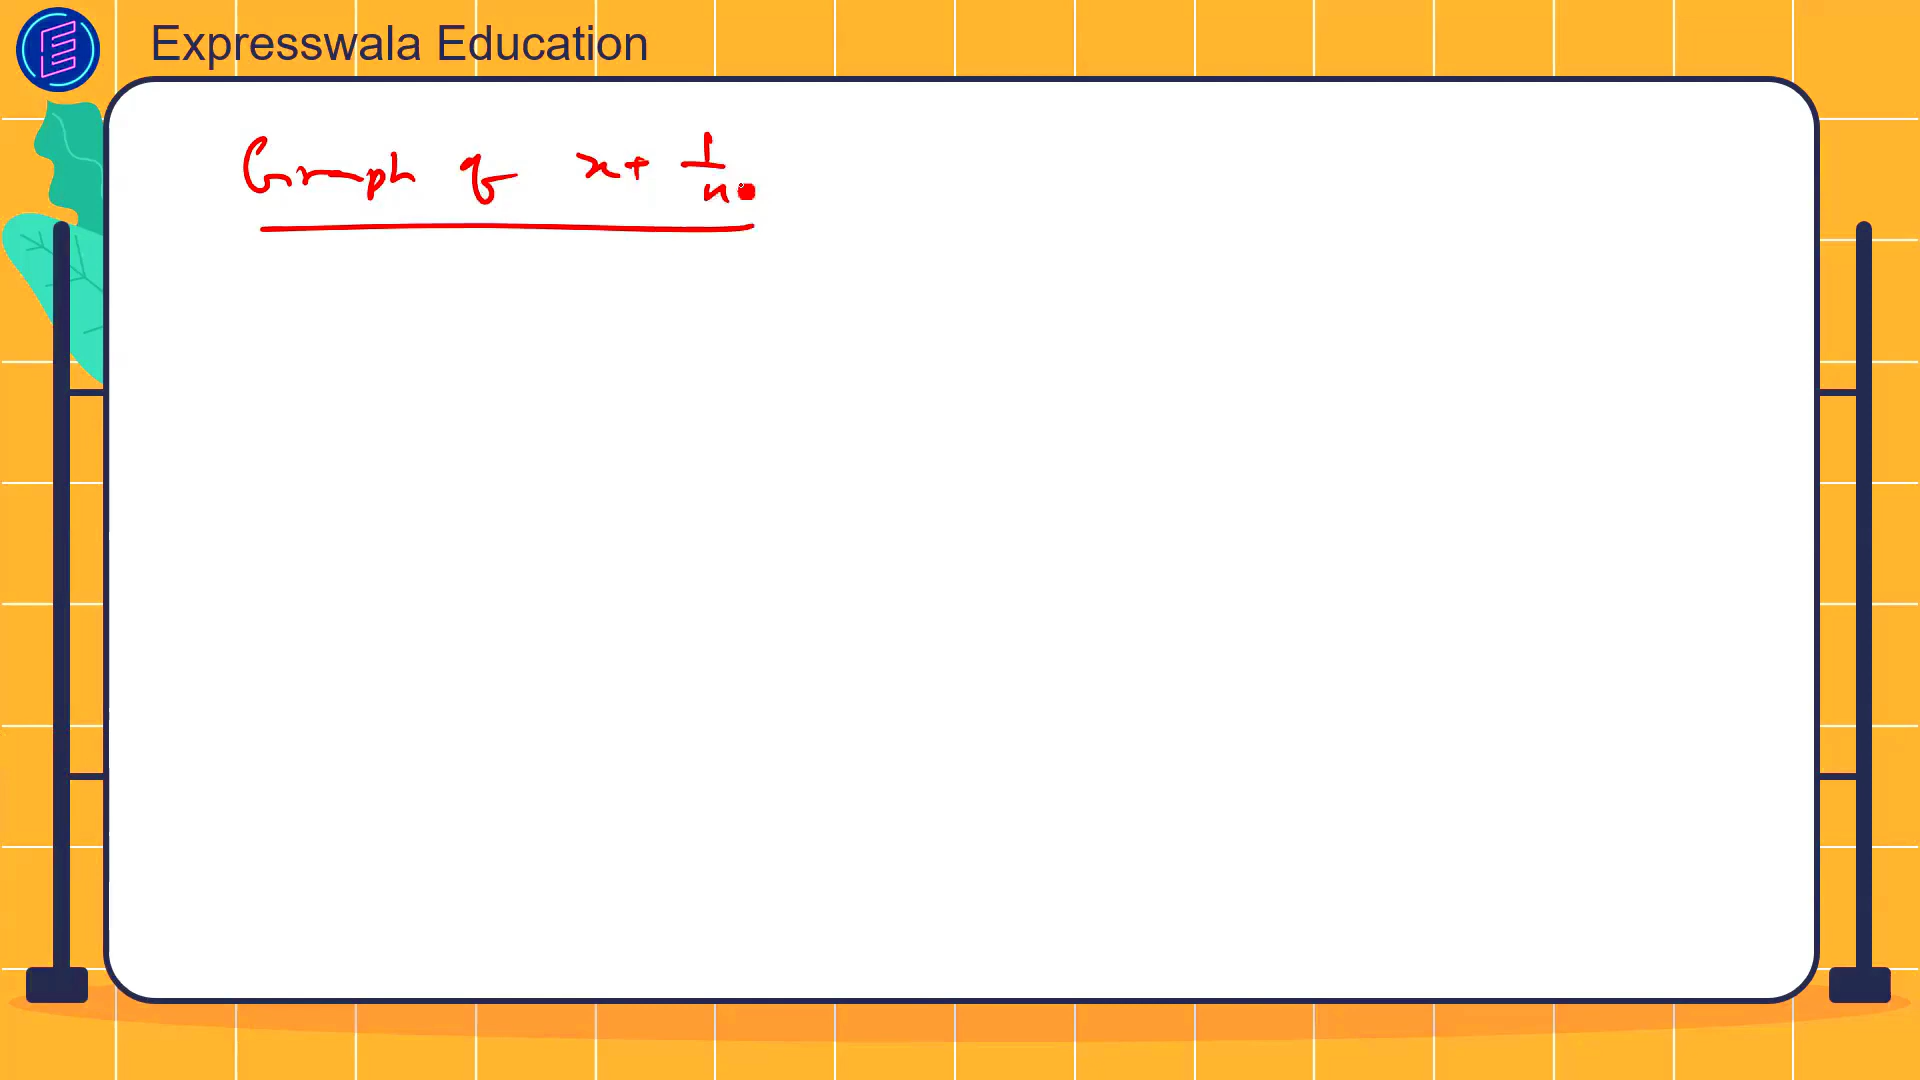 Expresswala Education
Graph of x + 1/x